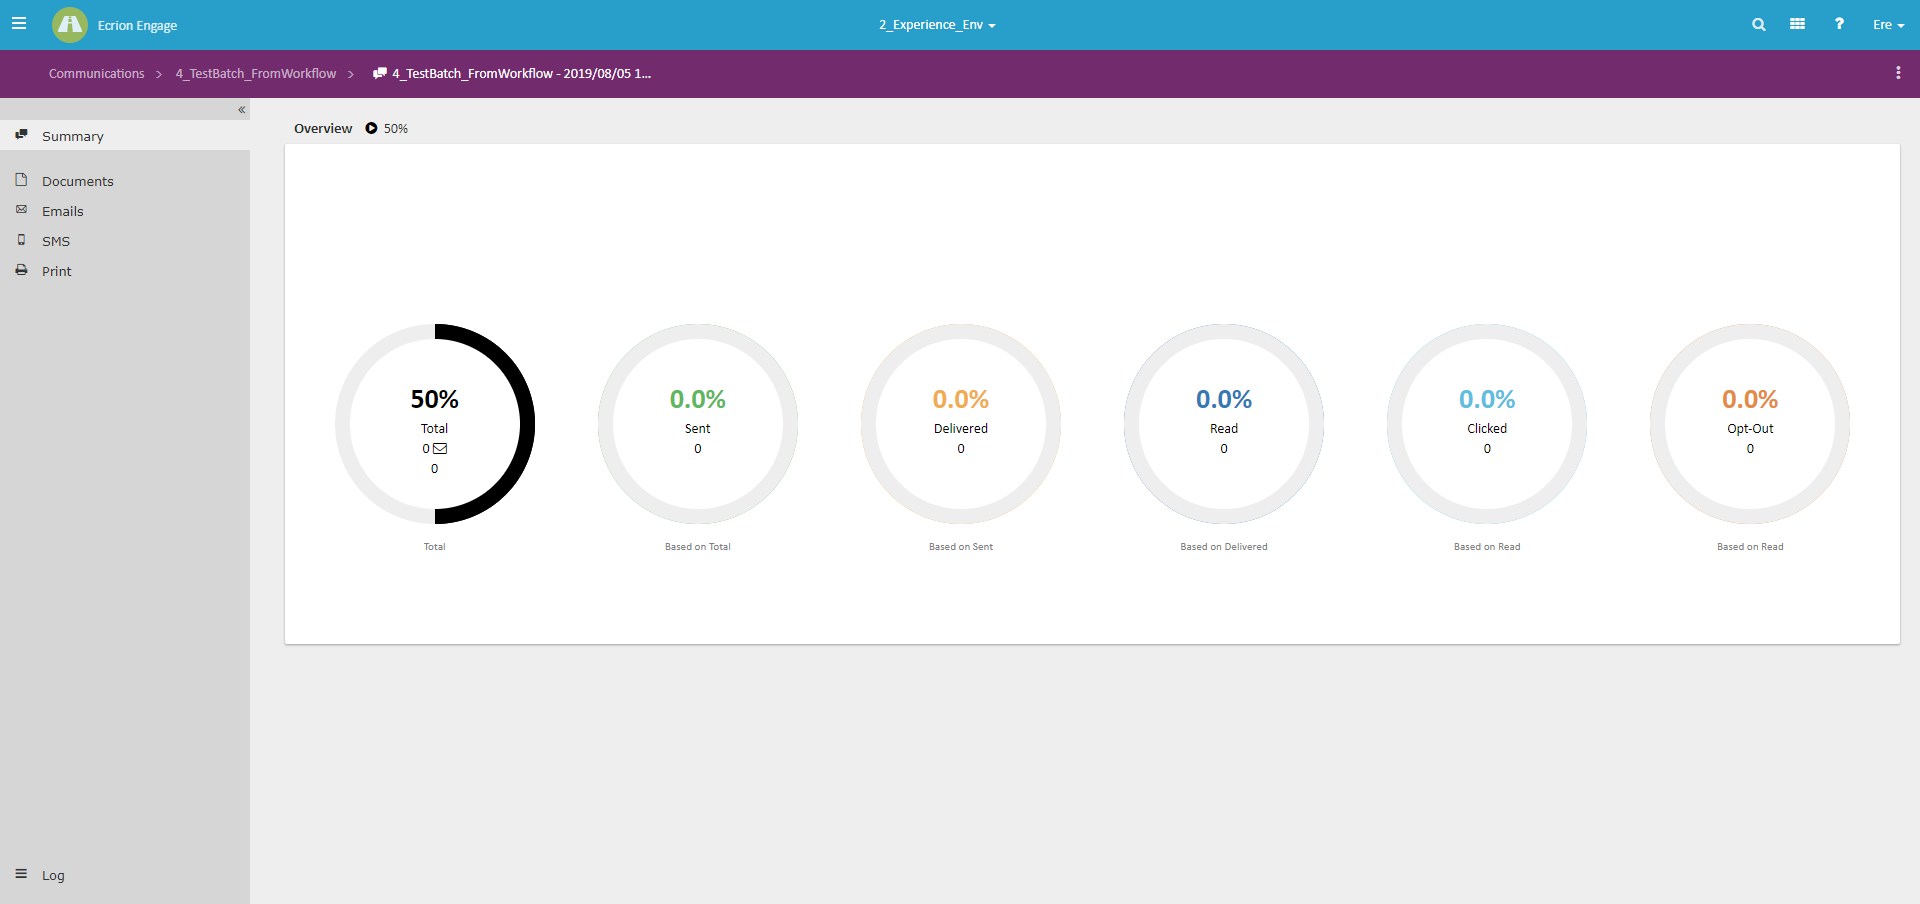 Ecrion Engage
2_Experience_Env
?
Ere
Communications > 4_TestBatch_FromWorkflow > 4_TestBatch_FromWorkflow - 2019/08/05 1...
«
Summary
Documents
Emails
SMS
Print
Log
Overview 50%
50%
Total
0
0
Total
0.0%
Sent
0
Based on Total
0.0%
Delivered
0
Based on Sent
0.0%
Read
0
Based on Delivered
0.0%
Clicked
0
Based on Read
0.0%
Opt-Out
0
Based on Read